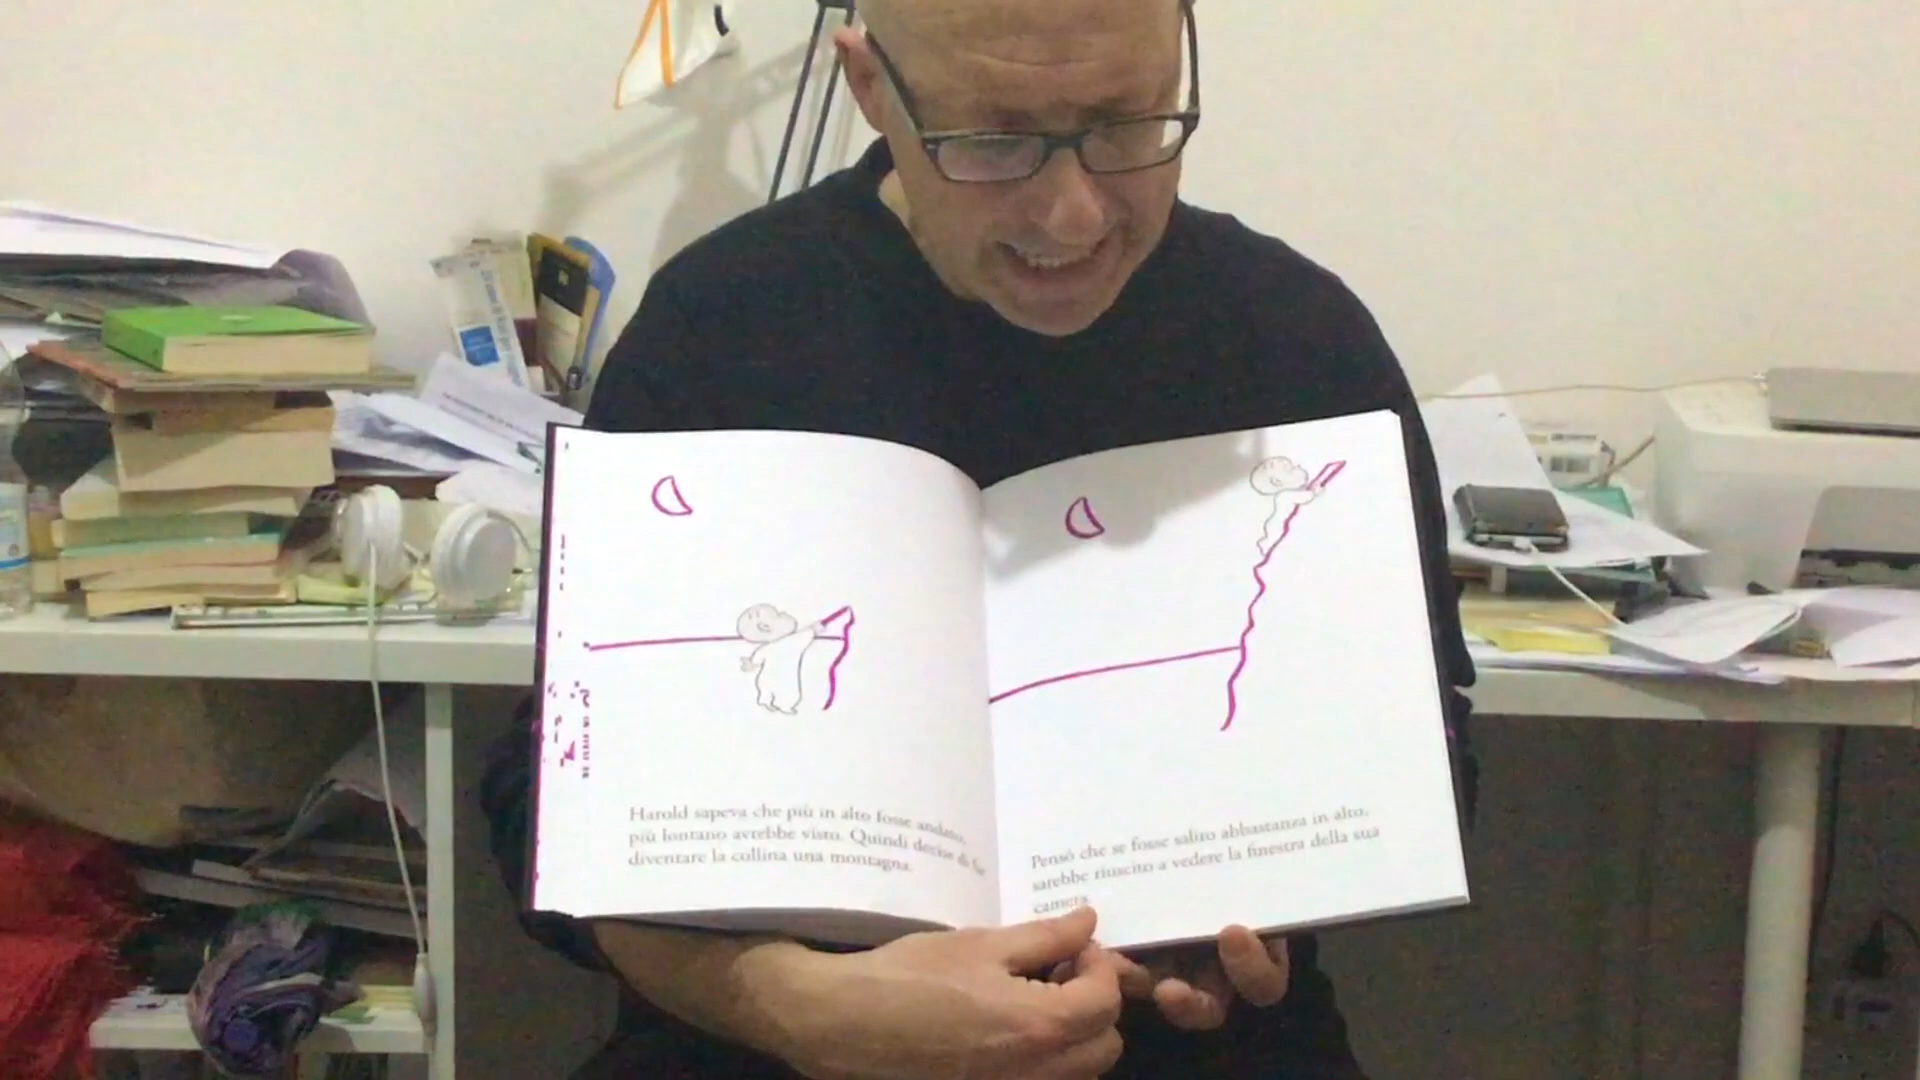 Harold sapeva che più in alto fosse andato,
più lontano avrebbe visto. Quindi decise di far
diventare la collina una montagna.
Pensò che se fosse salito abbastanza in alto,
sarebbe riuscito a vedere la finestra della sua
camera.